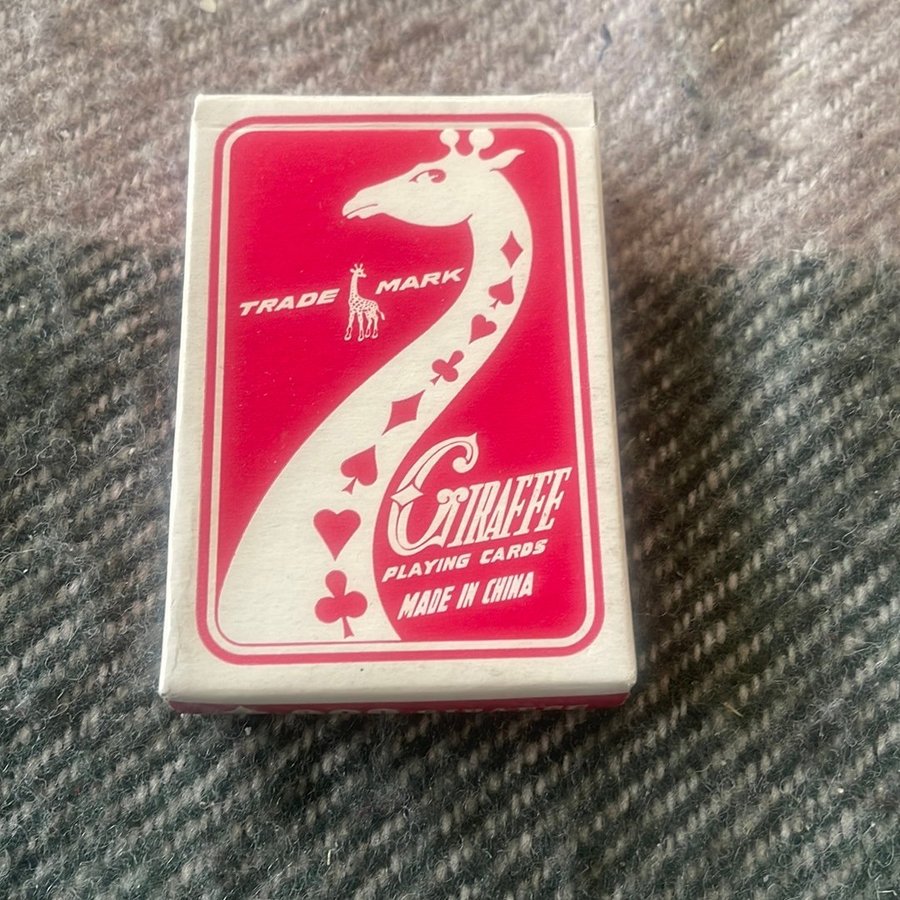 TRADE MARK
GIRAFFE
PLAYING CARDS
MADE IN CHINA